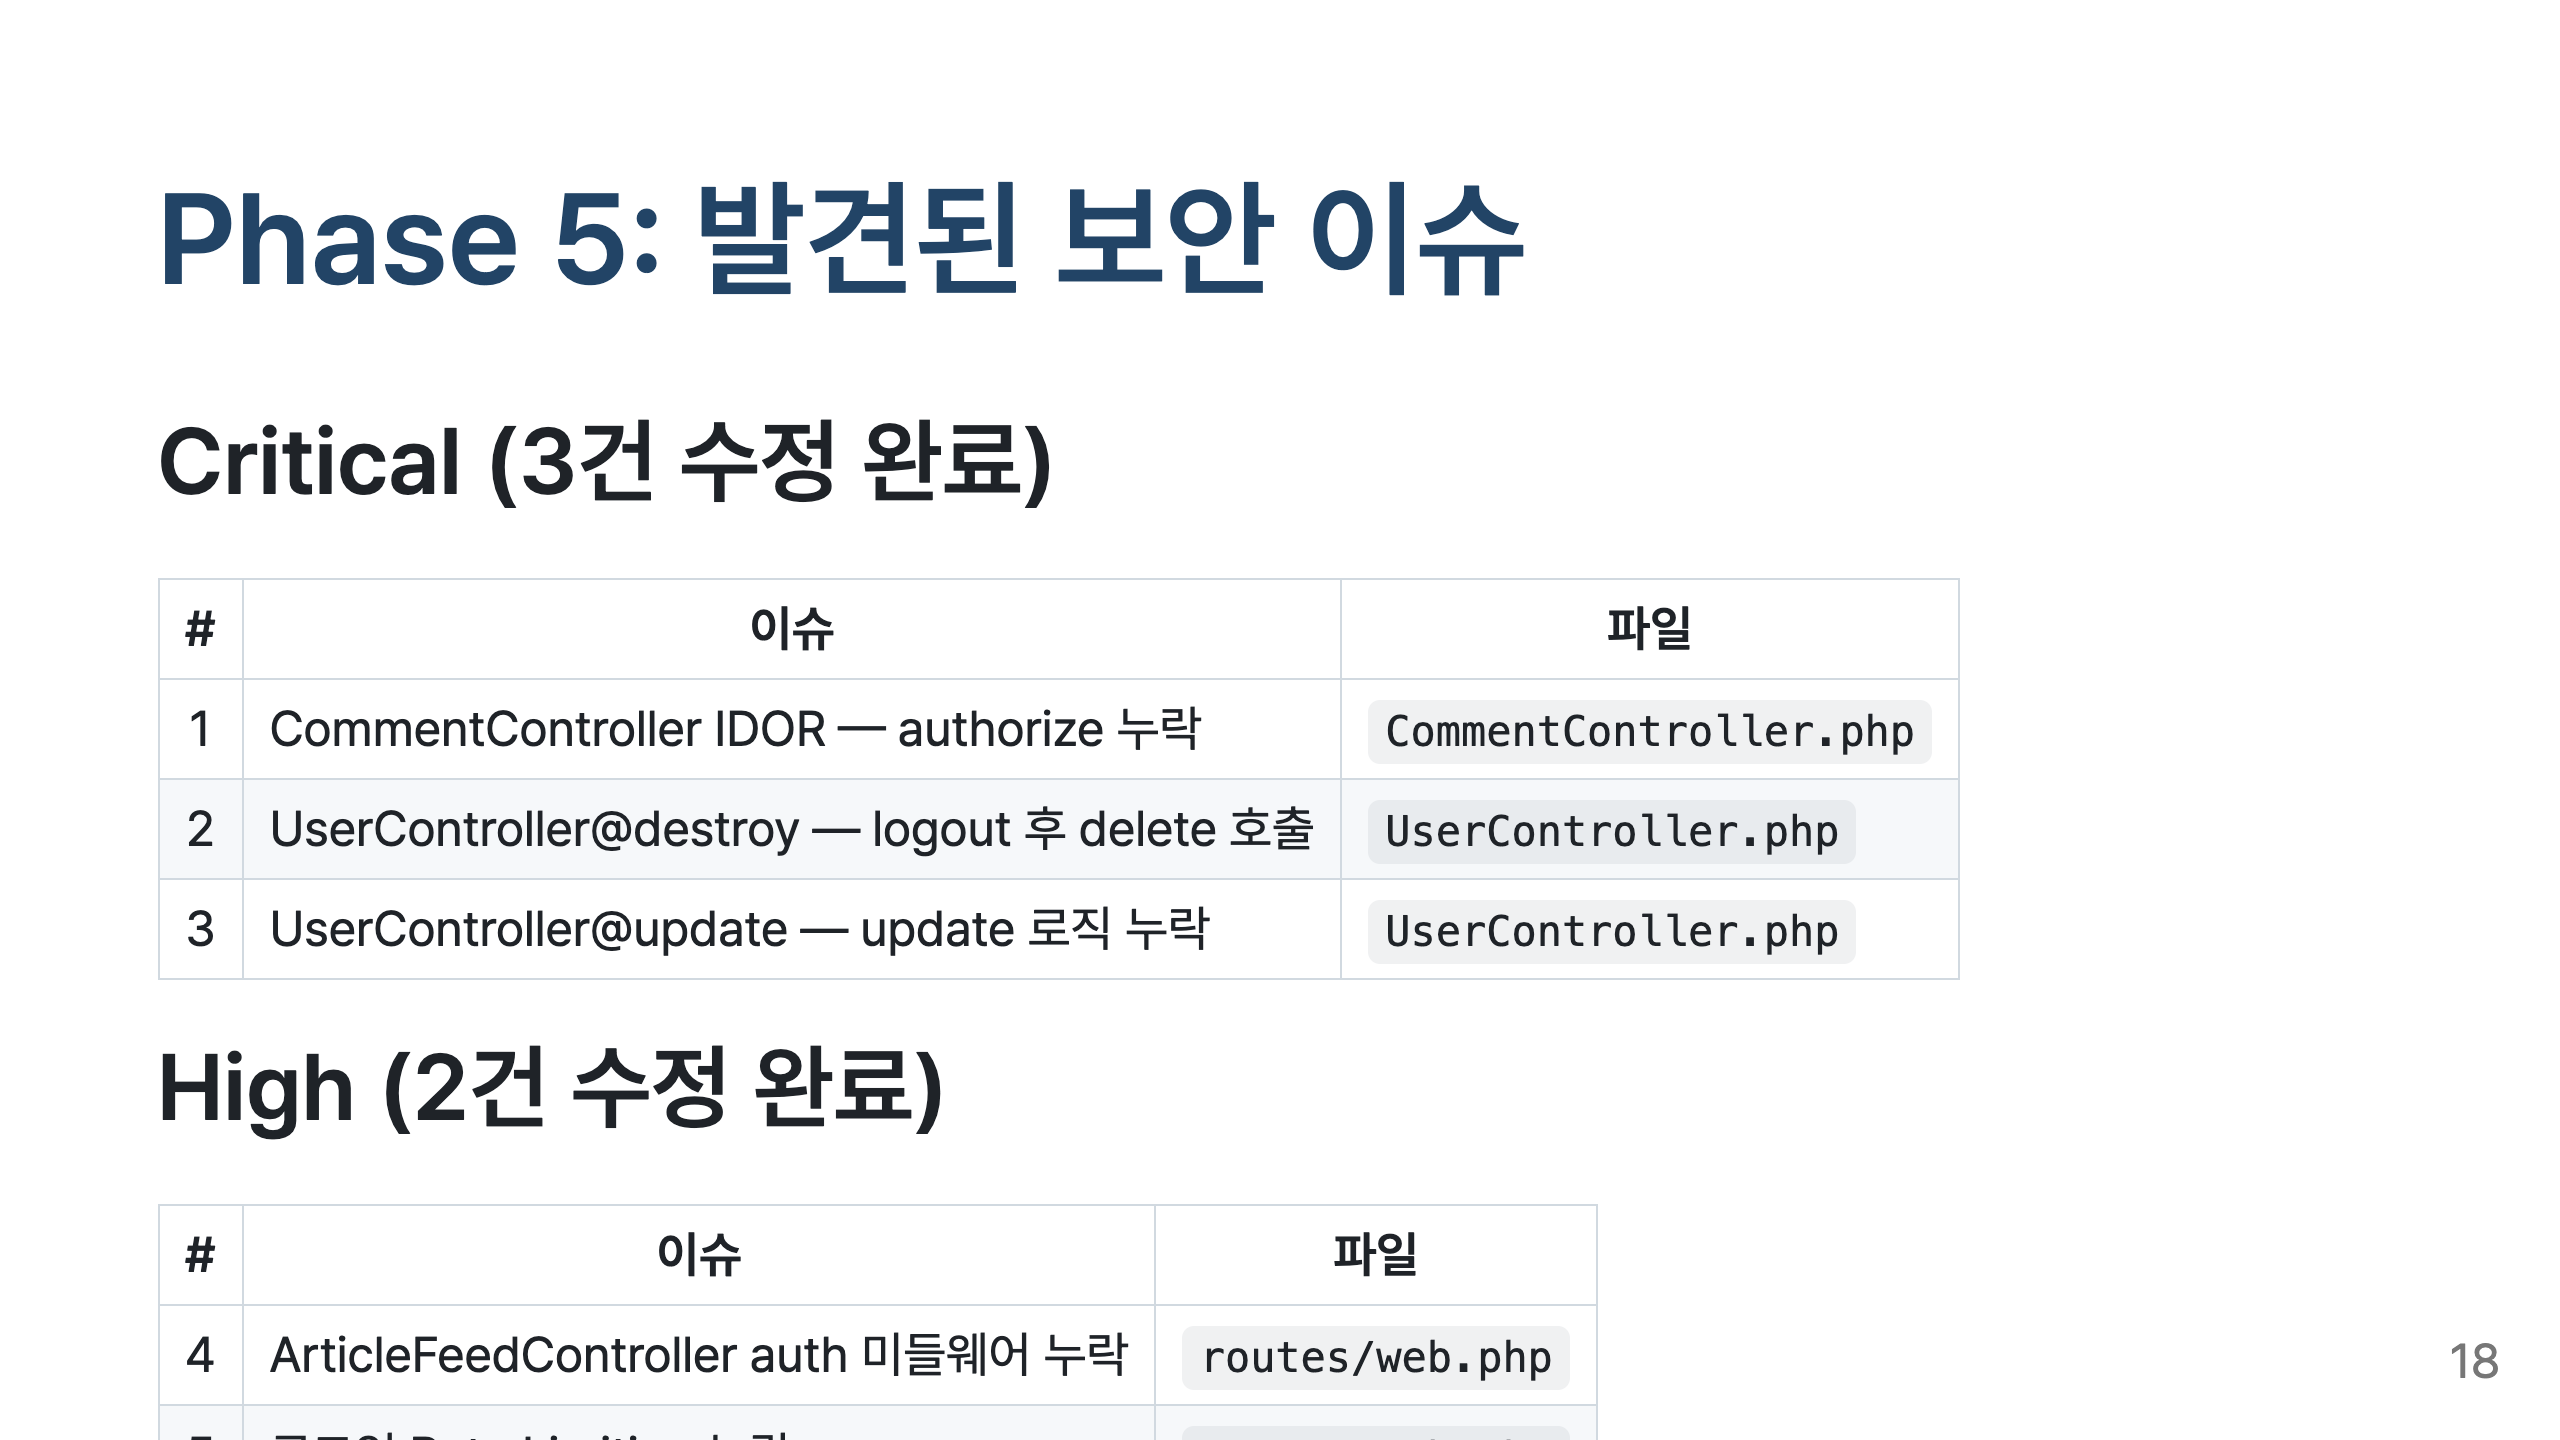 Phase 5: 발견된 보안 이슈
Critical (3건 수정 완료)
# 이슈 파일
1 CommentController IDOR — authorize 누락 CommentController.php
2 UserController@destroy — logout 후 delete 호출 UserController.php
3 UserController@update — update 로직 누락 UserController.php
High (2건 수정 완료)
# 이슈 파일
4 ArticleFeedController auth 미들웨어 누락 routes/web.php
18